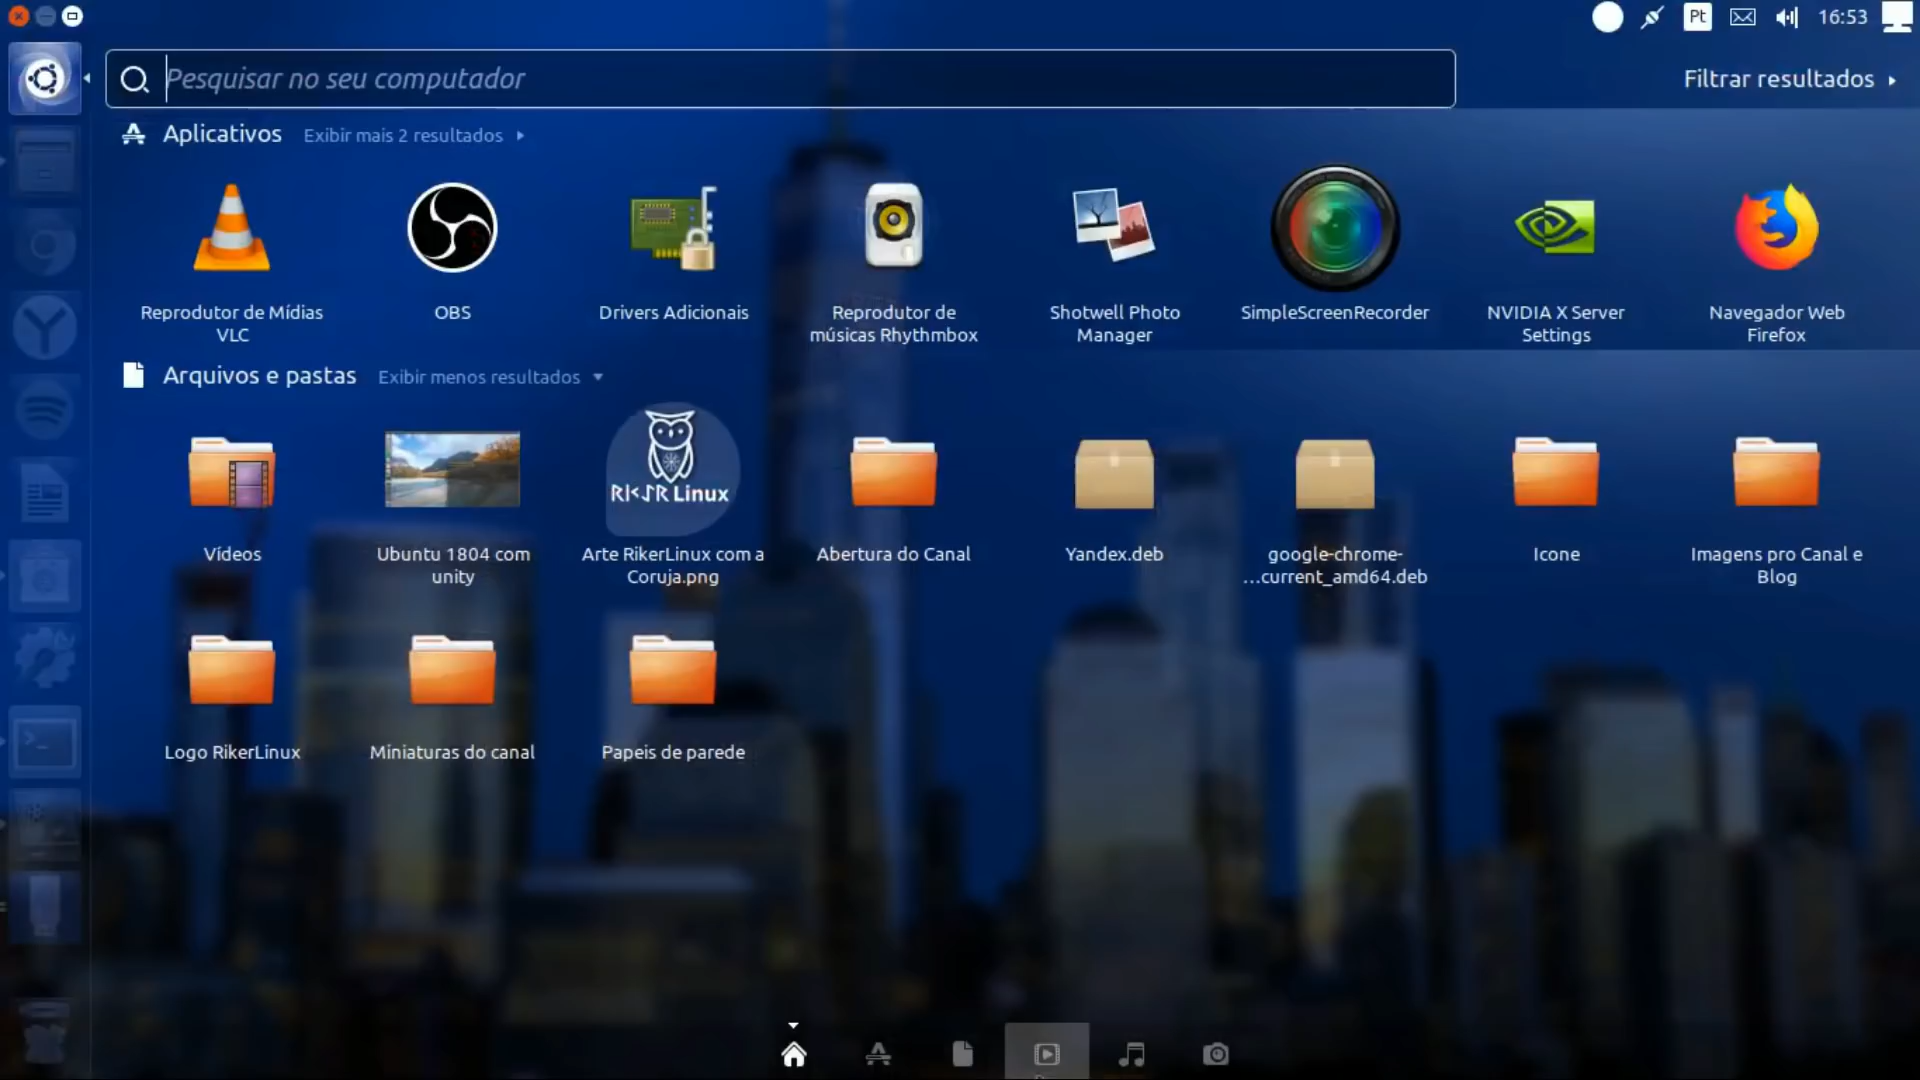 Pt
16:53
Pesquisar no seu computador
Filtrar resultados
Aplicativos
Exibir mais 2 resultados
Reprodutor de Mídias
VLC
OBS
Drivers Adicionais
Reprodutor de
músicas Rhythmbox
Shotwell Photo
Manager
SimpleScreenRecorder
NVIDIA X Server
Settings
Navegador Web
Firefox
Arquivos e pastas
Exibir menos resultados
Linux
Vídeos
Ubuntu 1804 com
unity
Arte RikerLinux com a
Coruja.png
Abertura do Canal
Yandex.deb
google-chrome-
...current_amd64.deb
Icone
Imagens pro Canal e
Blog
Logo RikerLinux
Miniaturas do canal
Papeis de parede